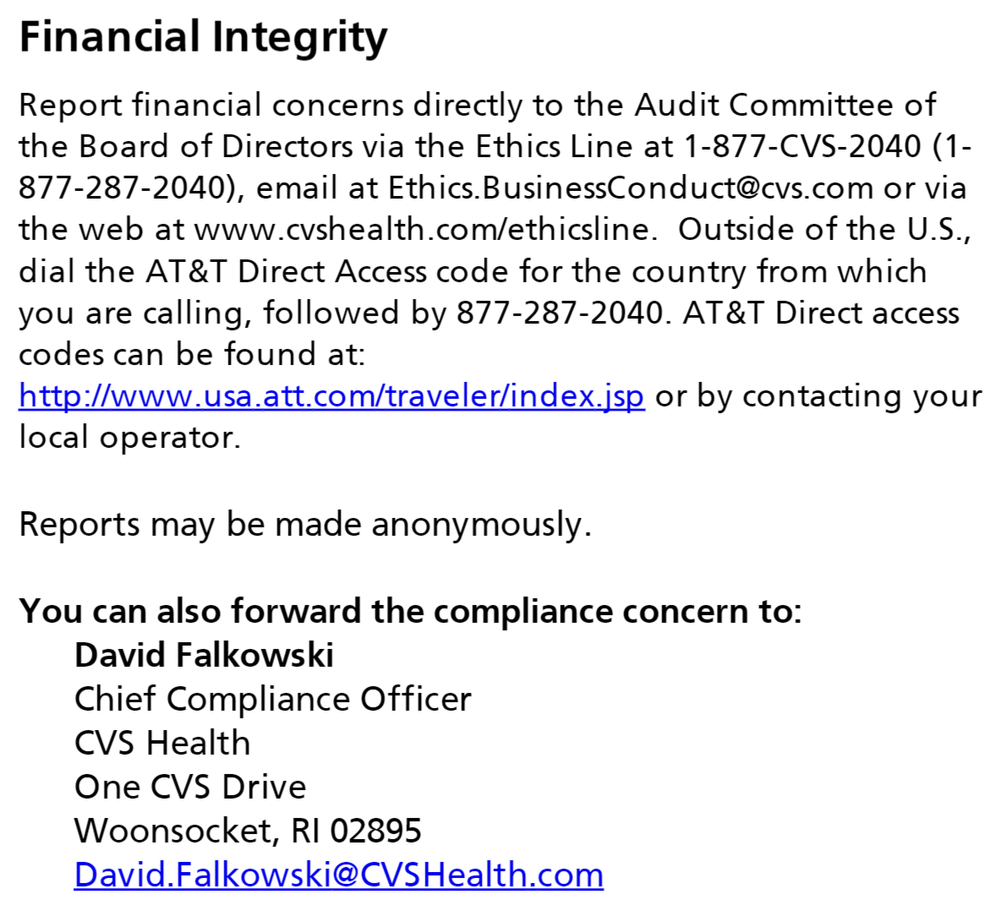 Financial Integrity
Report financial concerns directly to the Audit Committee of
the Board of Directors via the Ethics Line at 1-877-CVS-2040 (1-
877-287-2040), email at Ethics.BusinessConduct@cvs.com or via
the web at www.cvshealth.com/ethicsline.  Outside of the U.S.,
dial the AT&T Direct Access code for the country from which
you are calling, followed by 877-287-2040. AT&T Direct access
codes can be found at:
http://www.usa.att.com/traveler/index.jsp or by contacting your
local operator.
Reports may be made anonymously.
You can also forward the compliance concern to:
David Falkowski
Chief Compliance Officer
CVS Health
One CVS Drive
Woonsocket, RI 02895
David.Falkowski@CVSHealth.com